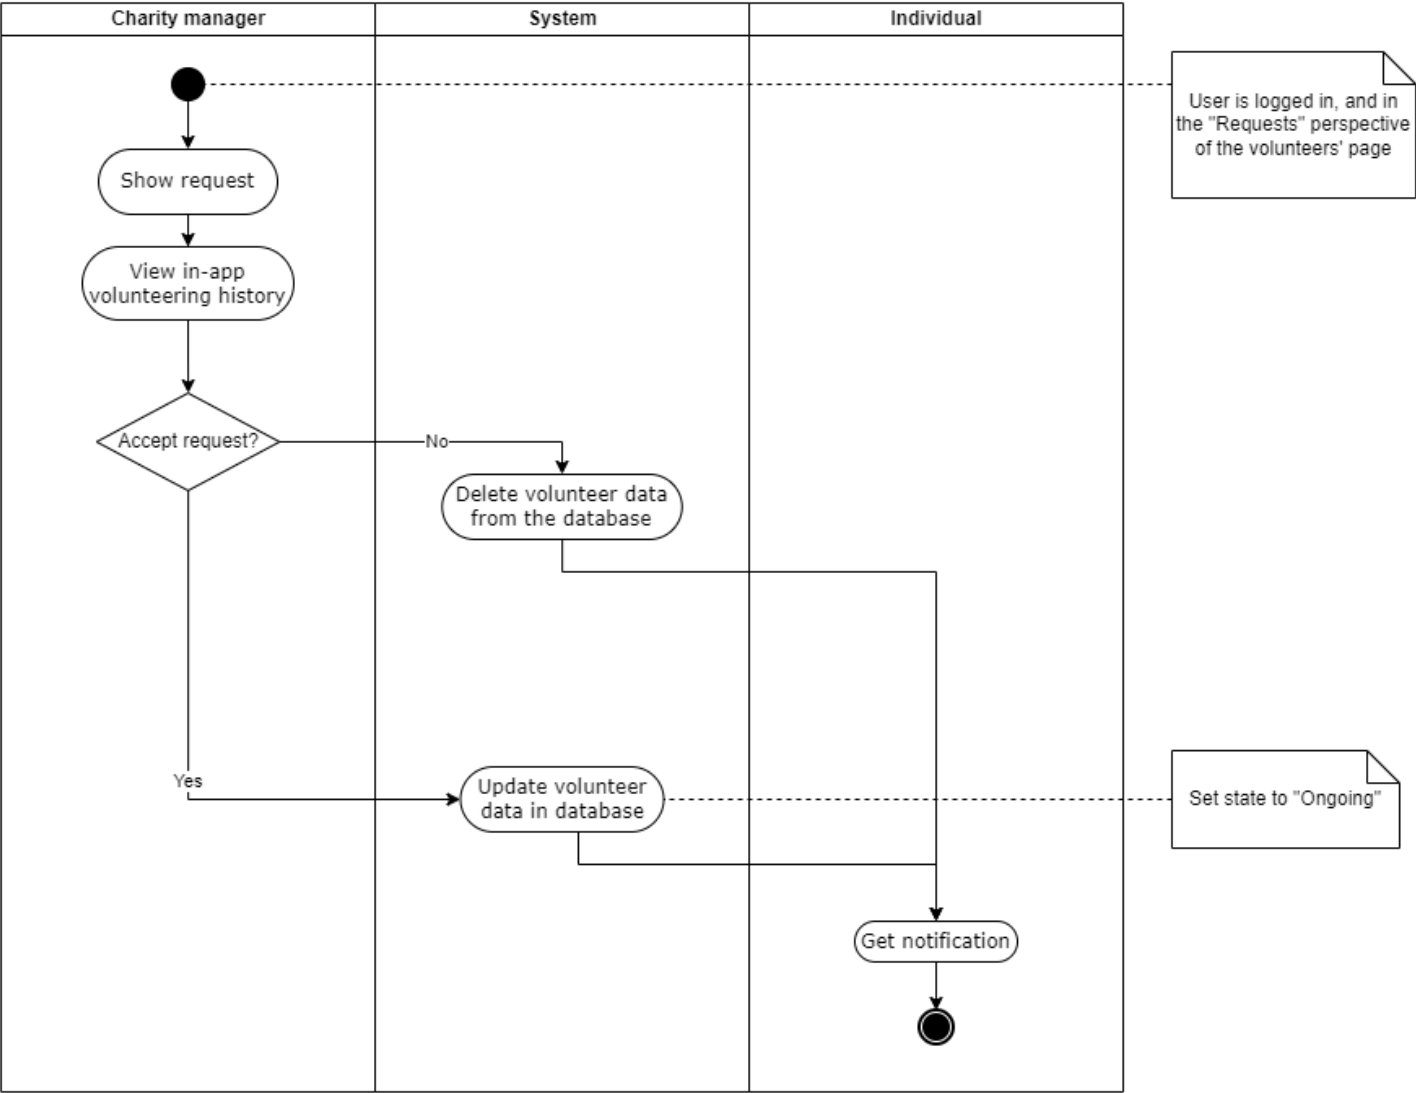 Charity manager
System
Individual
User is logged in, and in
the "Requests" perspective
of the volunteers' page
Show request
View in-app
volunteering history
Accept request?
No
Delete volunteer data
from the database
Yes
Update volunteer
data in database
Set state to "Ongoing"
Get notification